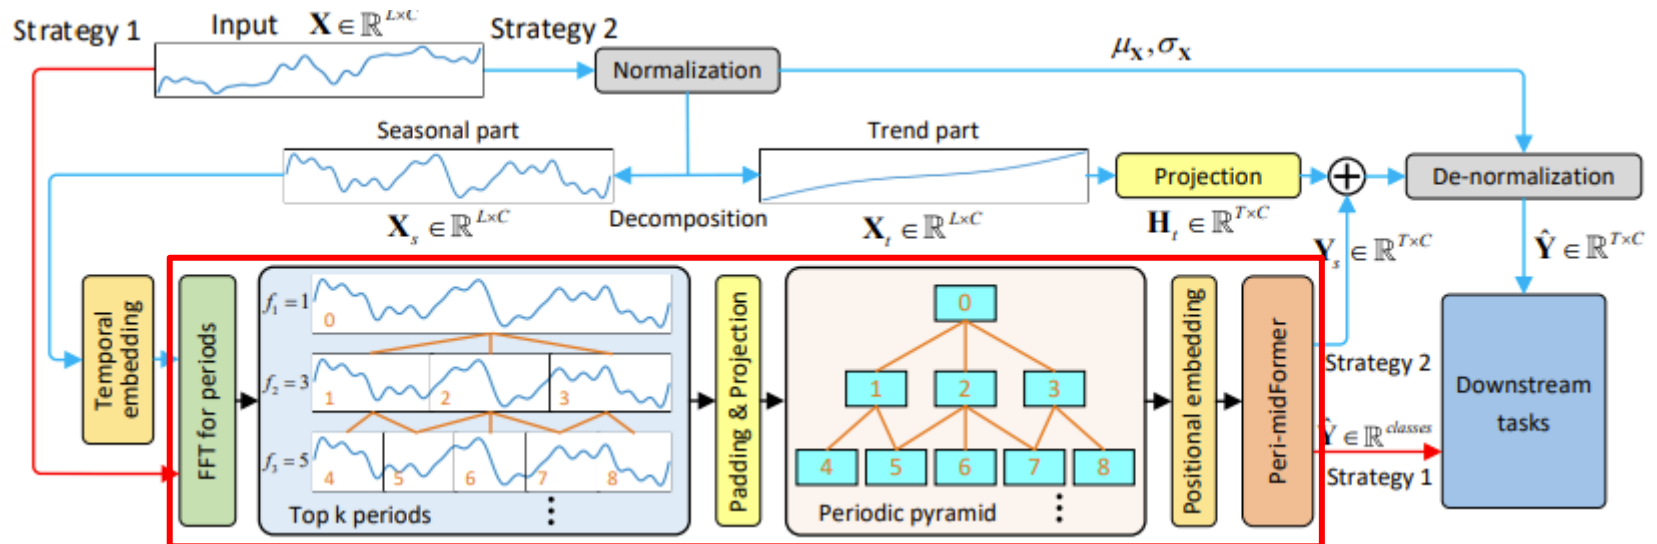 Strategy 1
Input X ∈ ℝ^{L×C}
Strategy 2
Normalization
μ_X, σ_X
Seasonal part
Trend part
Projection
De-normalization
X_s ∈ ℝ^{L×C}
Decomposition
X_t ∈ ℝ^{L×C}
H_t ∈ ℝ^{T×C}
Y_s ∈ ℝ^{T×C}
Ŷ ∈ ℝ^{T×C}
Temporal
embedding
FFT for periods
f_1 = 1
0
f_2 = 3
1 2 3
f_3 = 5
4 5 6 7 8
Top k periods
⋮
Padding & Projection
0
1 2 3
4 5 6 7 8
Periodic pyramid
⋮
Positional embedding
Peri-midFormer
Strategy 2
Ŷ ∈ ℝ^{classes}
Strategy 1
Downstream
tasks